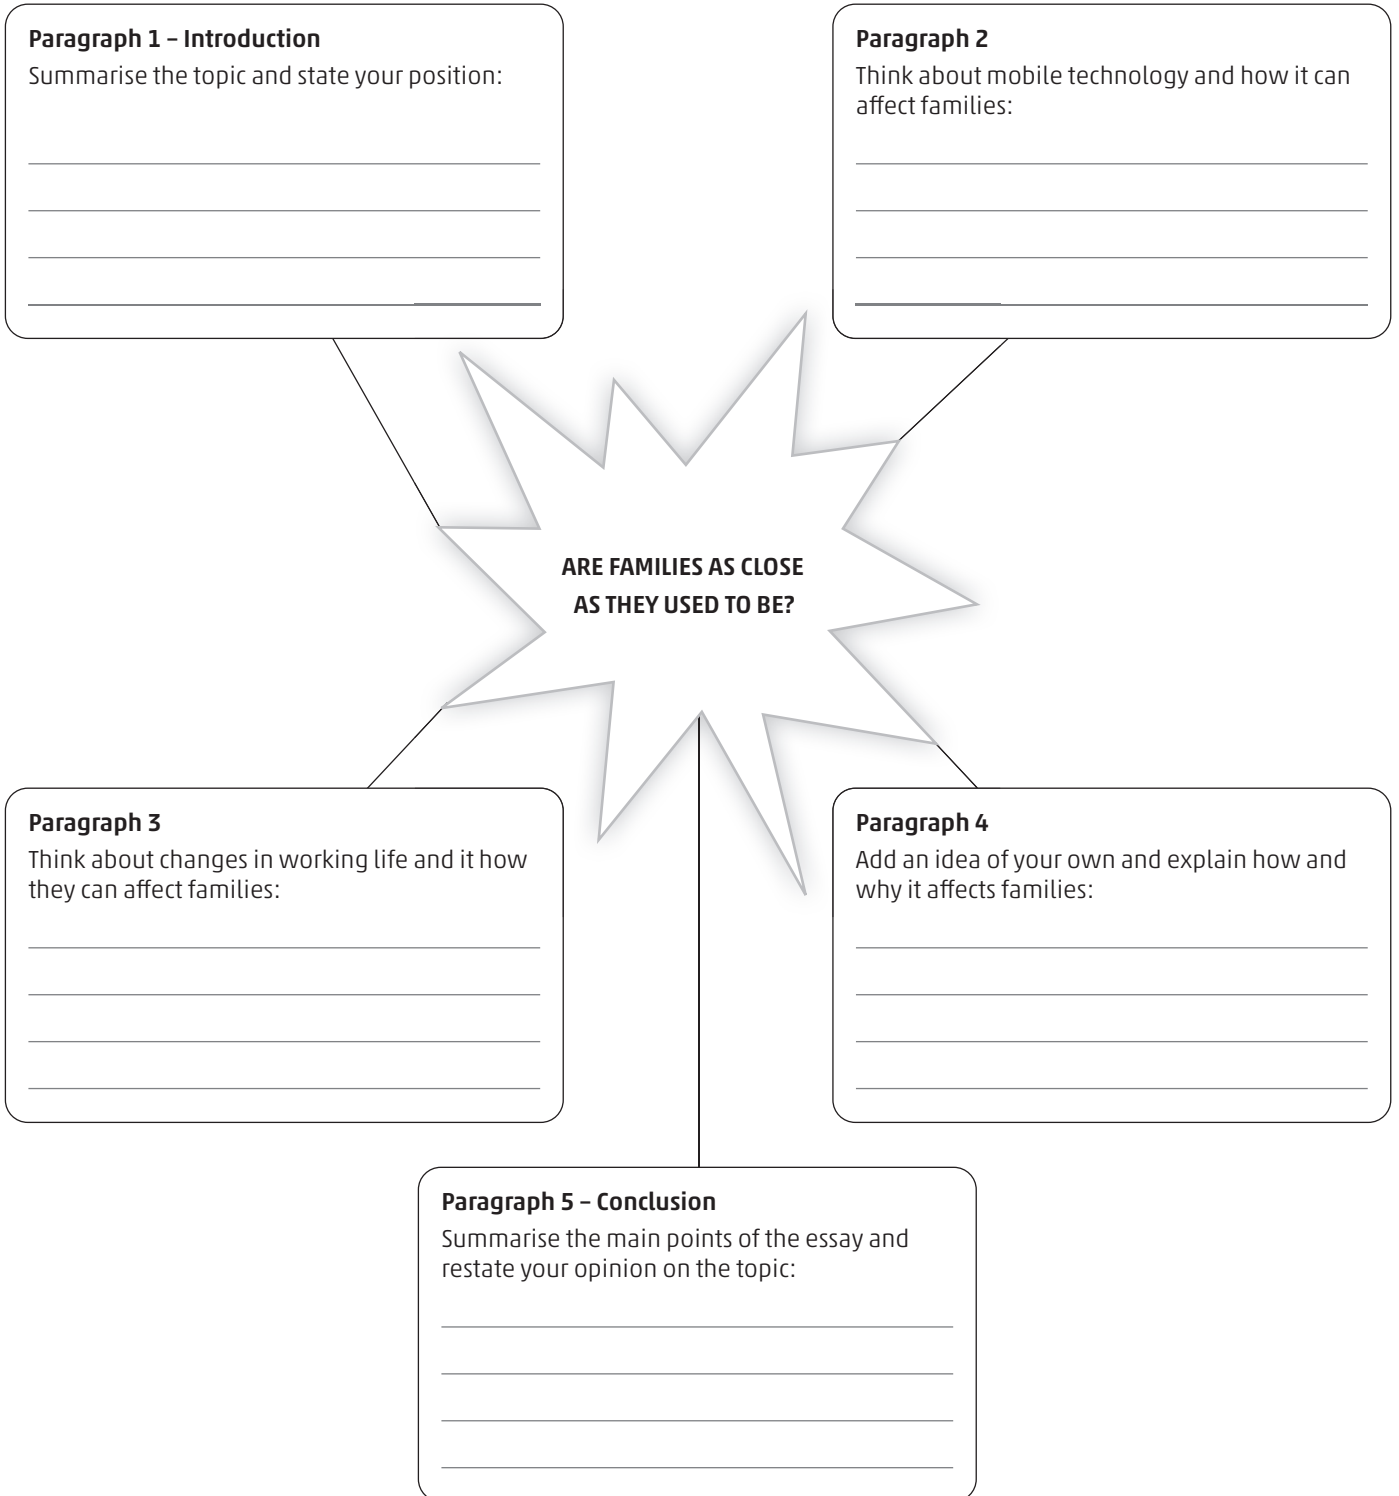 Paragraph 1 – Introduction
Summarise the topic and state your position:
Paragraph 2
Think about mobile technology and how it can
affect families:
ARE FAMILIES AS CLOSE
AS THEY USED TO BE?
Paragraph 3
Think about changes in working life and it how
they can affect families:
Paragraph 4
Add an idea of your own and explain how and
why it affects families:
Paragraph 5 – Conclusion
Summarise the main points of the essay and
restate your opinion on the topic: